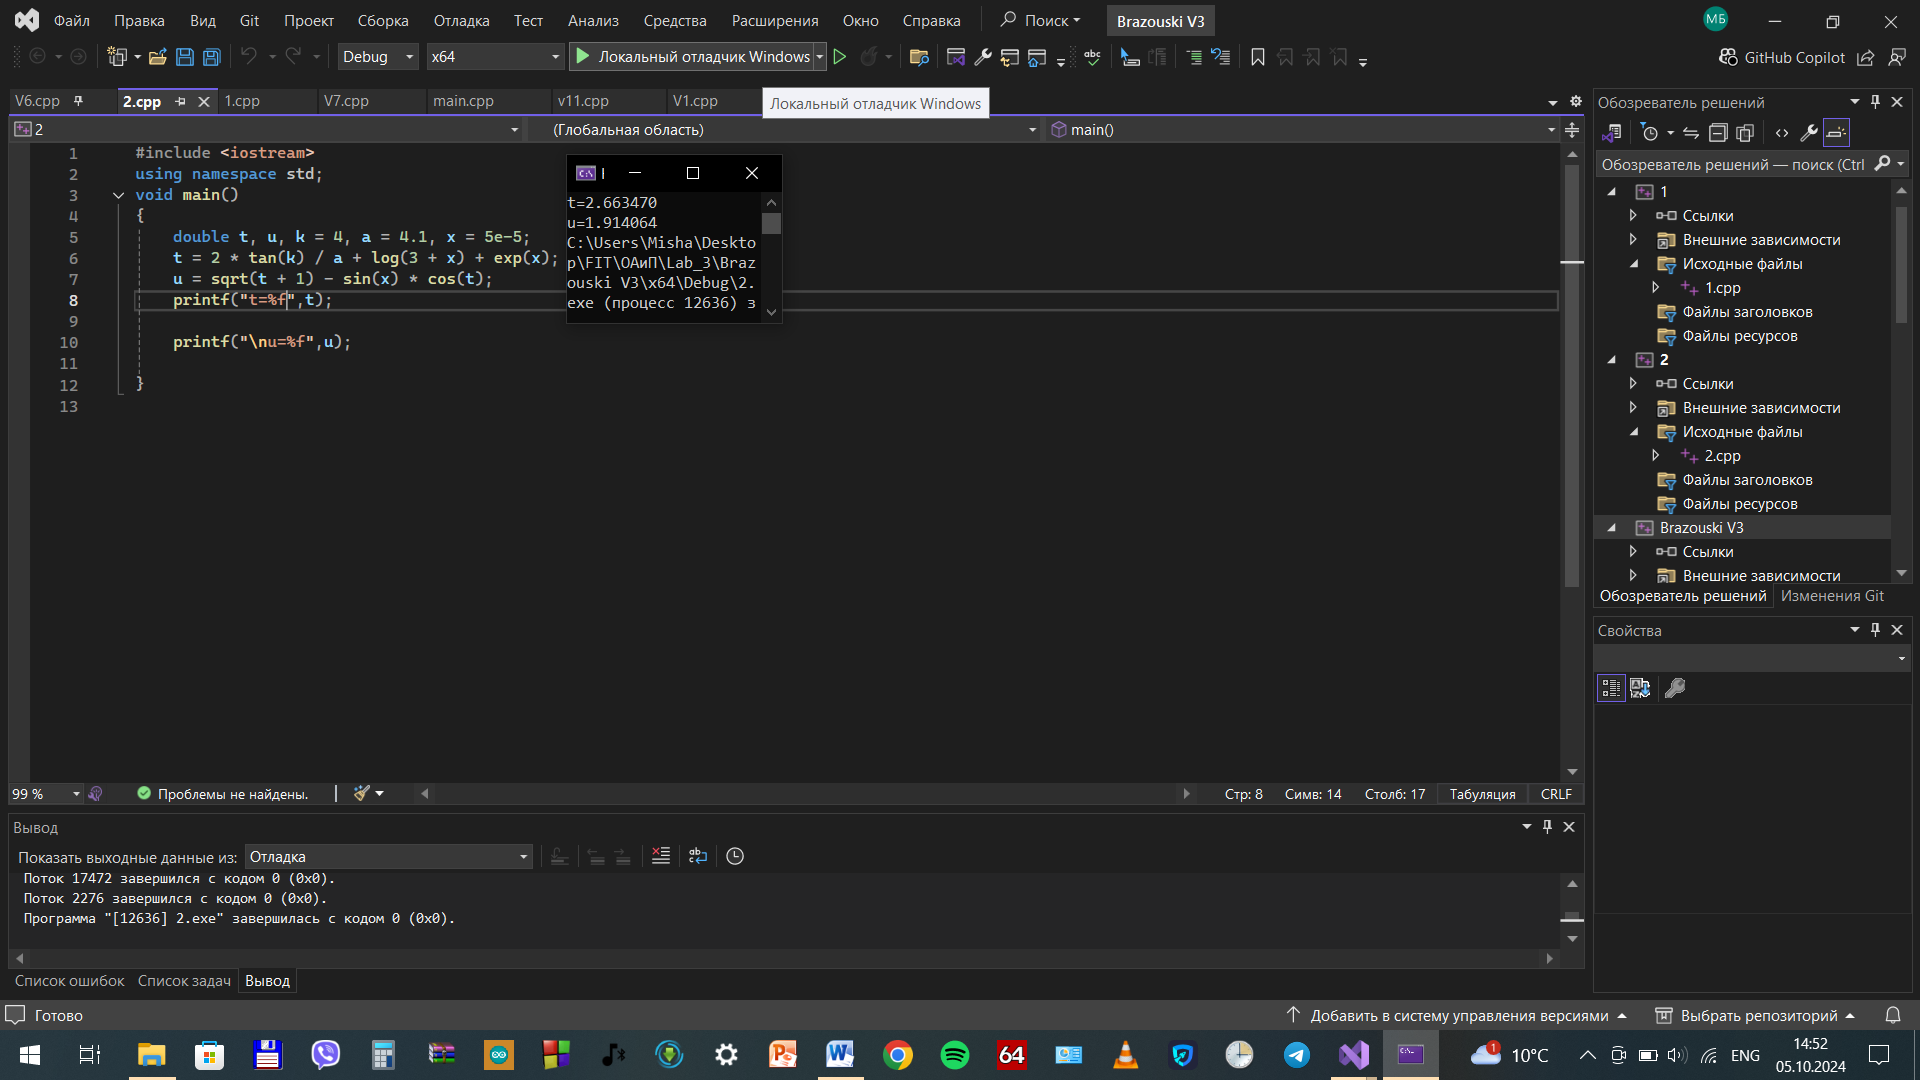 Файл Правка Вид Git Проект Сборка Отладка Тест Анализ Средства Расширения Окно Справка Поиск Brazouski V3 МБ
Debug x64 Локальный отладчик Windows GitHub Copilot
V6.cpp 2.cpp 1.cpp V7.cpp main.cpp v11.cpp V1.cpp
Локальный отладчик Windows
2 (Глобальная область) main()
1 #include <iostream>
2 using namespace std;
3 void main()
4 {
5 double t, u, k = 4, a = 4.1, x = 5e-5;
6 t = 2 * tan(k) / a + log(3 + x) + exp(x);
7 u = sqrt(t + 1) - sin(x) * cos(t);
8 printf("t=%f",t);
9
10 printf("\nu=%f",u);
11
12 }
13
t=2.663470
u=1.914064
C:\Users\Misha\Deskto
p\FIT\ОАиП\Lab_3\Braz
ouski V3\x64\Debug\2.
exe (процесс 12636) з
Обозреватель решений
Обозреватель решений — поиск (Ctrl
1
Ссылки
Внешние зависимости
Исходные файлы
1.cpp
Файлы заголовков
Файлы ресурсов
2
Ссылки
Внешние зависимости
Исходные файлы
2.cpp
Файлы заголовков
Файлы ресурсов
Brazouski V3
Ссылки
Внешние зависимости
Обозреватель решений Изменения Git
Свойства
99 % Проблемы не найдены. Стр: 8 Симв: 14 Столб: 17 Табуляция CRLF
Вывод
Показать выходные данные из: Отладка
Поток 17472 завершился с кодом 0 (0x0).
Поток 2276 завершился с кодом 0 (0x0).
Программа "[12636] 2.exe" завершилась с кодом 0 (0x0).
Список ошибок Список задач Вывод
Готово Добавить в систему управления версиями Выбрать репозиторий
64 1 10°C ENG 14:52
05.10.2024